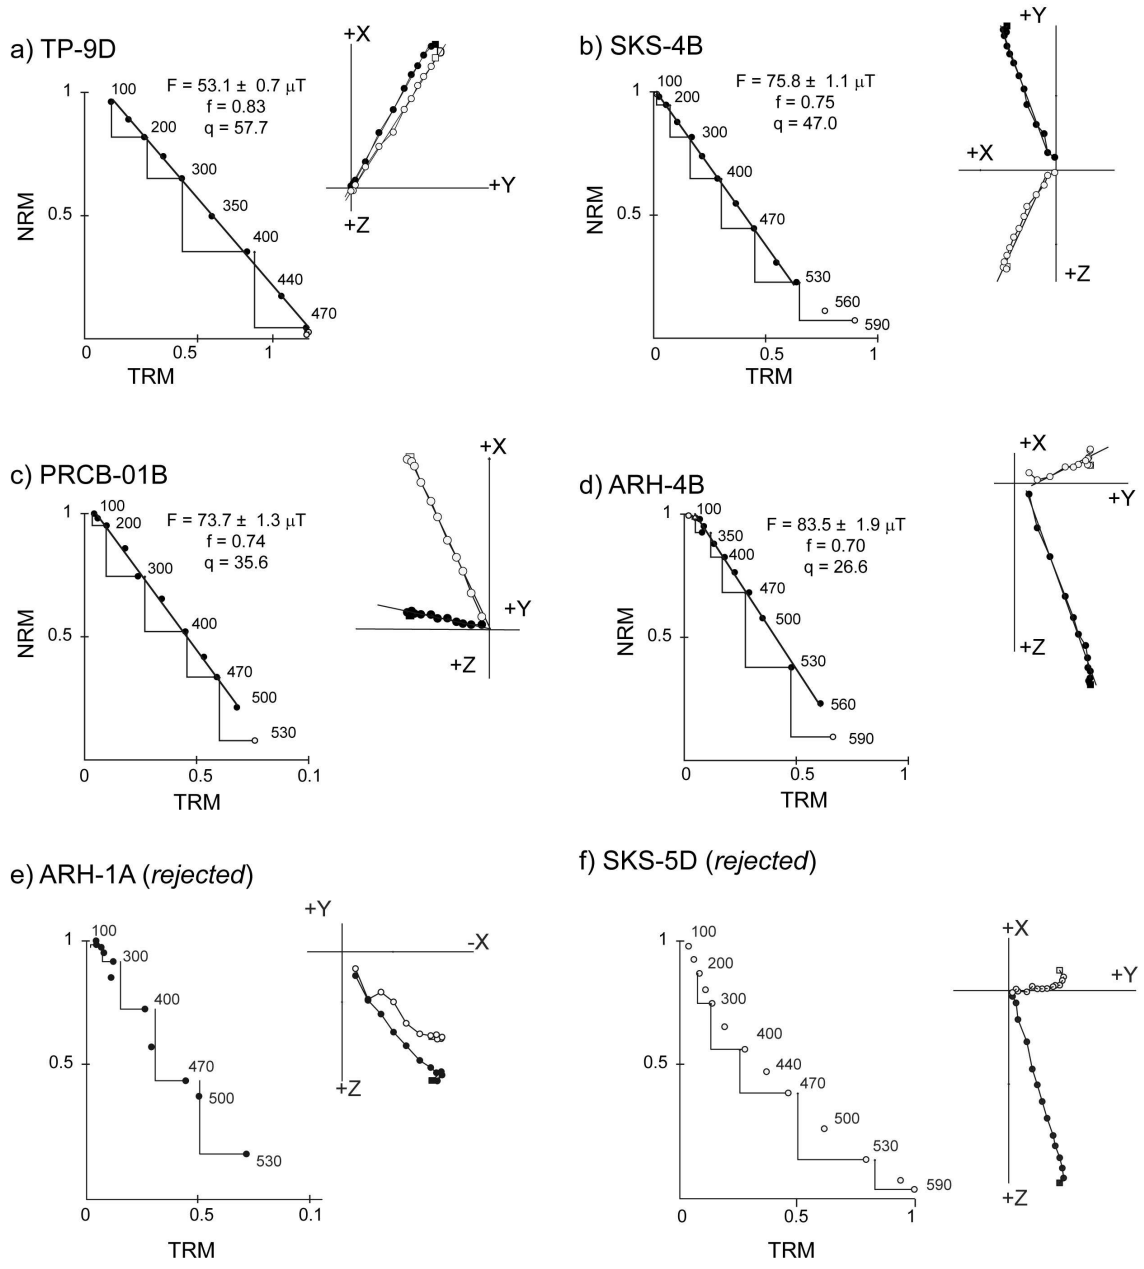 a) TP-9D
+X
1
100
F = 53.1 ± 0.7 μT
f = 0.83
q = 57.7
200
300
+Y
NRM
0.5
350
+Z
400
440
470
0
0.5
1
TRM
b) SKS-4B
+Y
1
100
F = 75.8 ± 1.1 μT
200
f = 0.75
q = 47.0
300
+X
400
NRM
0.5
470
+Z
530
560
590
0
0.5
1
TRM
c) PRCB-01B
+X
1
100
F = 73.7 ± 1.3 μT
200
f = 0.74
q = 35.6
300
+Y
400
NRM
0.5
+Z
470
500
530
0
0.5
0.1
TRM
d) ARH-4B
+X
+Y
1
100
F = 83.5 ± 1.9 μT
350
f = 0.70
400
q = 26.6
470
500
NRM
0.5
+Z
530
560
590
0
0.5
1
TRM
e) ARH-1A (rejected)
+Y
-X
1
100
300
400
0.5
470
+Z
500
530
0
0.5
0.1
TRM
f) SKS-5D (rejected)
+X
+Y
1
100
200
300
400
0.5
440
470
500
530
590
+Z
0
0.5
1
TRM